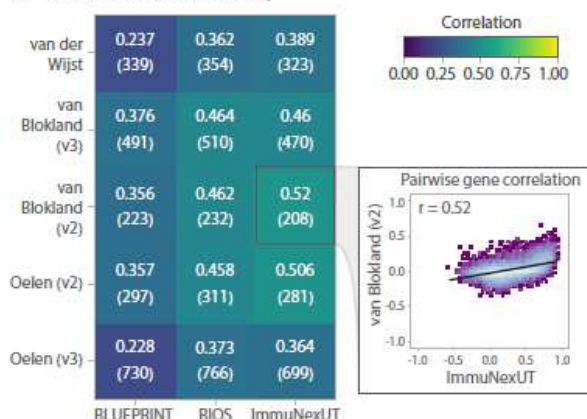 Correlation
0.00 0.25 0.50 0.75 1.00
van der
Wijst
0.237 0.362 0.389
(339) (354) (323)
van
Blokland
(v3)
0.376 0.464 0.46
(491) (510) (470)
van
Blokland
(v2)
0.356 0.462 0.52
(223) (232) (208)
Oelen (v2)
0.357 0.458 0.506
(297) (311) (281)
Oelen (v3)
0.228 0.373 0.364
(730) (766) (699)
BLUEPRINT BIOS ImmuNexUT
Pairwise gene correlation
r = 0.52
van Blokland (v2)
1.0
0.5
0.0
-0.5
-1.0
-1.0 -0.5 0.0 0.5 1.0
ImmuNexUT